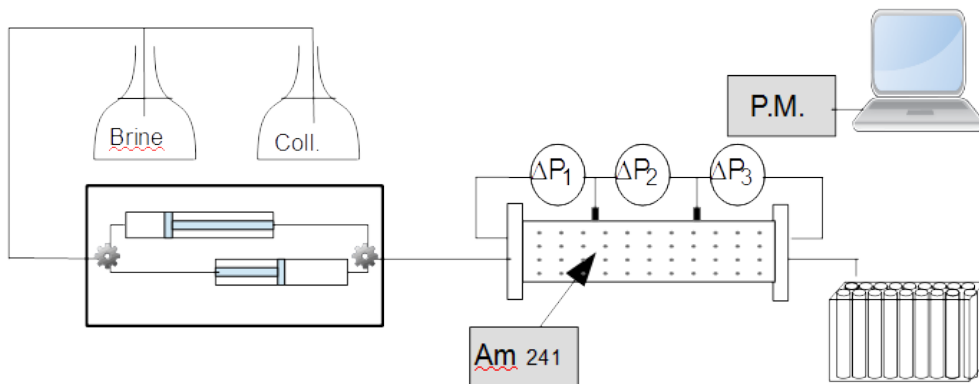 Brine
Coll.
P.M.
ΔP1
ΔP2
ΔP3
Am 241